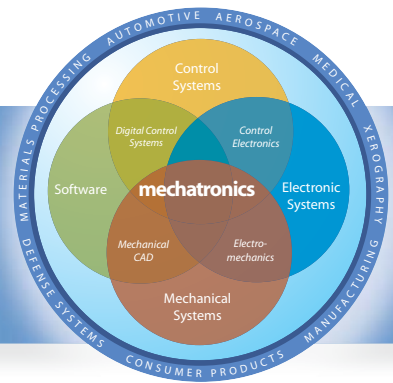 MATERIALS PROCESSING
AUTOMOTIVE
AEROSPACE
MEDICAL
XEROGRAPHY
MANUFACTURING
CONSUMER PRODUCTS
DEFENSE SYSTEMS
Control
Systems
Digital Control
Systems
Control
Electronics
Software
mechatronics
Electronic
Systems
Mechanical
CAD
Electro-
mechanics
Mechanical
Systems